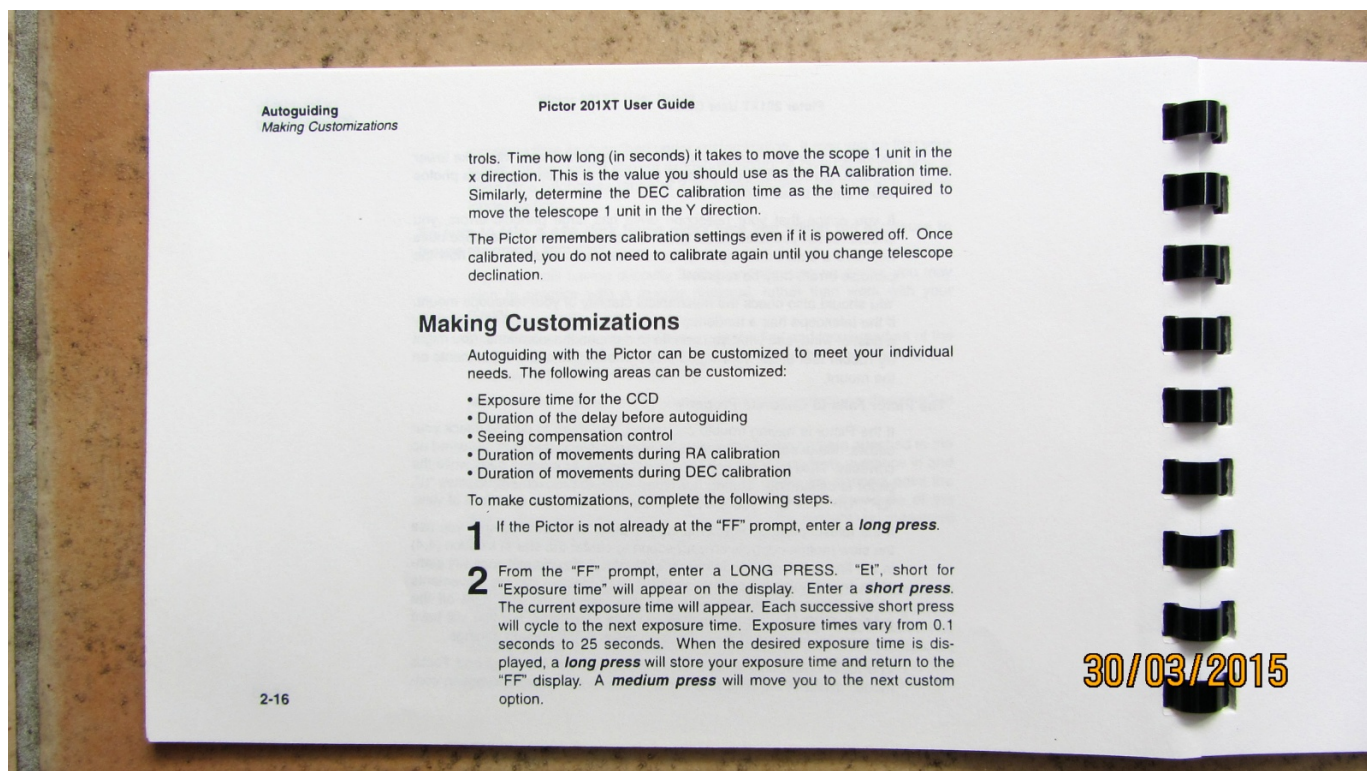 Autoguiding
Making Customizations
Pictor 201XT User Guide
trols. Time how long (in seconds) it takes to move the scope 1 unit in the
x direction. This is the value you should use as the RA calibration time.
Similarly, determine the DEC calibration time as the time required to
move the telescope 1 unit in the Y direction.
The Pictor remembers calibration settings even if it is powered off. Once
calibrated, you do not need to calibrate again until you change telescope
declination.
Making Customizations
Autoguiding with the Pictor can be customized to meet your individual
needs. The following areas can be customized:
• Exposure time for the CCD
• Duration of the delay before autoguiding
• Seeing compensation control
• Duration of movements during RA calibration
• Duration of movements during DEC calibration
To make customizations, complete the following steps.
1 If the Pictor is not already at the “FF” prompt, enter a long press.
2 From the “FF” prompt, enter a LONG PRESS. “Et”, short for
“Exposure time” will appear on the display. Enter a short press.
The current exposure time will appear. Each successive short press
will cycle to the next exposure time. Exposure times vary from 0.1
seconds to 25 seconds. When the desired exposure time is dis-
played, a long press will store your exposure time and return to the
“FF” display. A medium press will move you to the next custom
option.
2-16
30/03/2015